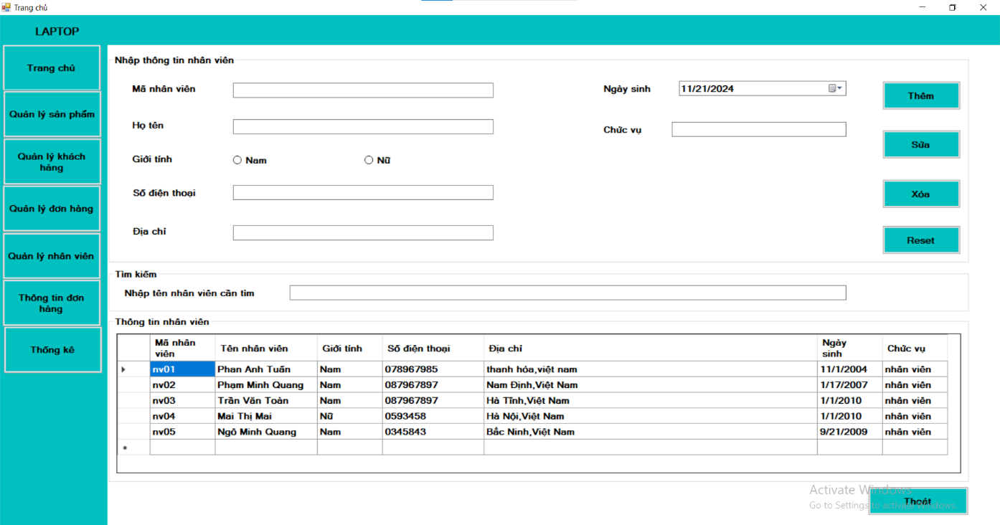 Trang chủ
LAPTOP
Trang chủ
Quản lý sản phẩm
Quản lý khách
hàng
Quản lý đơn hàng
Quản lý nhân viên
Thông tin đơn
hàng
Thống kê
Nhập thông tin nhân viên
Mã nhân viên
Họ tên
Giới tính
Nam
Nữ
Số điện thoại
Địa chỉ
Ngày sinh
11/21/2024
Chức vụ
Thêm
Sửa
Xóa
Reset
Tìm kiếm
Nhập tên nhân viên cần tìm
Thông tin nhân viên
Mã nhân
viên
Tên nhân viên
Giới tính
Số điện thoại
Địa chỉ
Ngày
sinh
Chức vụ
nv01 Phan Anh Tuấn Nam 078967985 thanh hóa,việt nam 11/1/2004 nhân viên
nv02 Phạm Minh Quang Nam 087967897 Nam Định,Việt Nam 1/17/2007 nhân viên
nv03 Trần Văn Toàn Nam 087967897 Hà Tĩnh,Việt Nam 1/1/2010 nhân viên
nv04 Mai Thị Mai Nữ 0593458 Hà Nội,Việt Nam 1/1/2010 nhân viên
nv05 Ngô Minh Quang Nam 0345843 Bắc Ninh,Việt Nam 9/21/2009 nhân viên
Activate Windows
Go to Settings to activate Windows.
Thoát